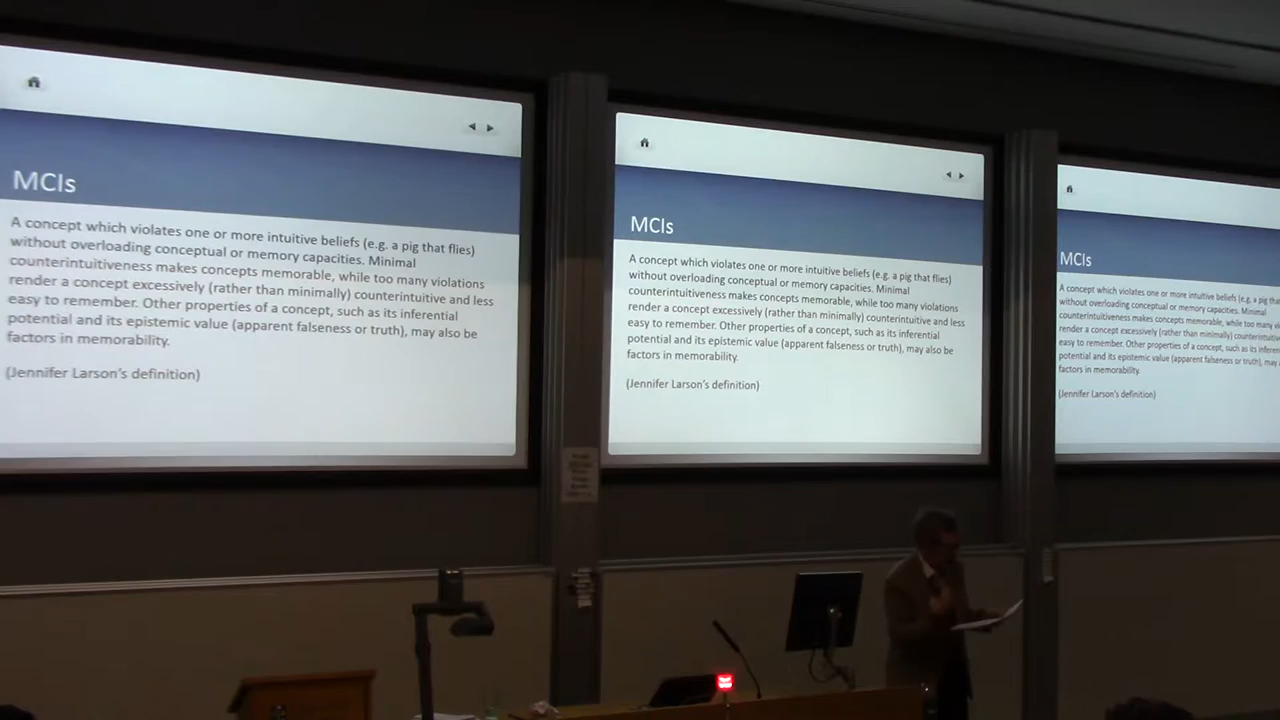 MCIs
A concept which violates one or more intuitive beliefs (e.g. a pig that flies)
without overloading conceptual or memory capacities. Minimal
counterintuitiveness makes concepts memorable, while too many violations
render a concept excessively (rather than minimally) counterintuitive and less
easy to remember. Other properties of a concept, such as its inferential
potential and its epistemic value (apparent falseness or truth), may also be
factors in memorability.
(Jennifer Larson's definition)
MCIs
A concept which violates one or more intuitive beliefs (e.g. a pig that flies)
without overloading conceptual or memory capacities. Minimal
counterintuitiveness makes concepts memorable, while too many violations
render a concept excessively (rather than minimally) counterintuitive and less
easy to remember. Other properties of a concept, such as its inferential
potential and its epistemic value (apparent falseness or truth), may also be
factors in memorability.
(Jennifer Larson's definition)
MCIs
A concept which violates one or more intuitive beliefs (e.g. a pig tha
without overloading conceptual or memory capacities. Minimal
counterintuitiveness makes concepts memorable, while too many
render a concept excessively (rather than minimally) counterintuitive
easy to remember. Other properties of a concept, such as its infere
potential and its epistemic value (apparent falseness or truth), may
factors in memorability.
(Jennifer Larson's definition)